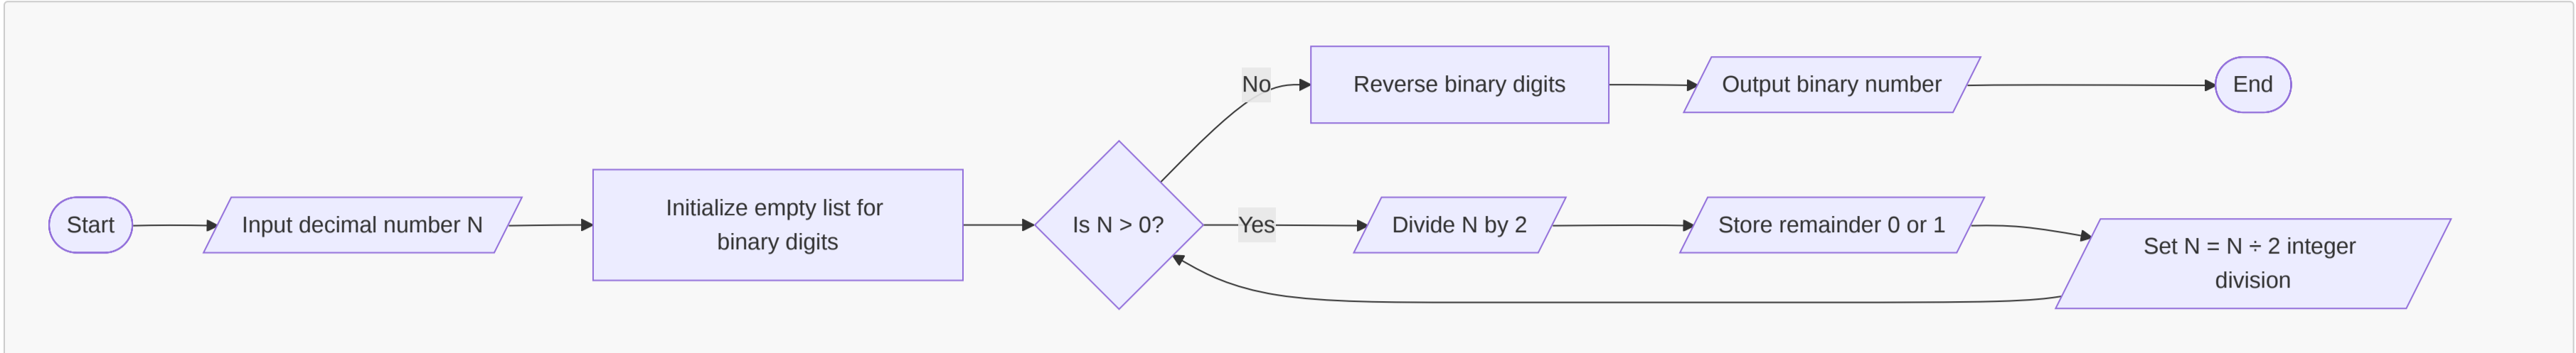 Start
Input decimal number N
Initialize empty list for
binary digits
Is N > 0?
No
Reverse binary digits
Output binary number
End
Yes
Divide N by 2
Store remainder 0 or 1
Set N = N ÷ 2 integer
division